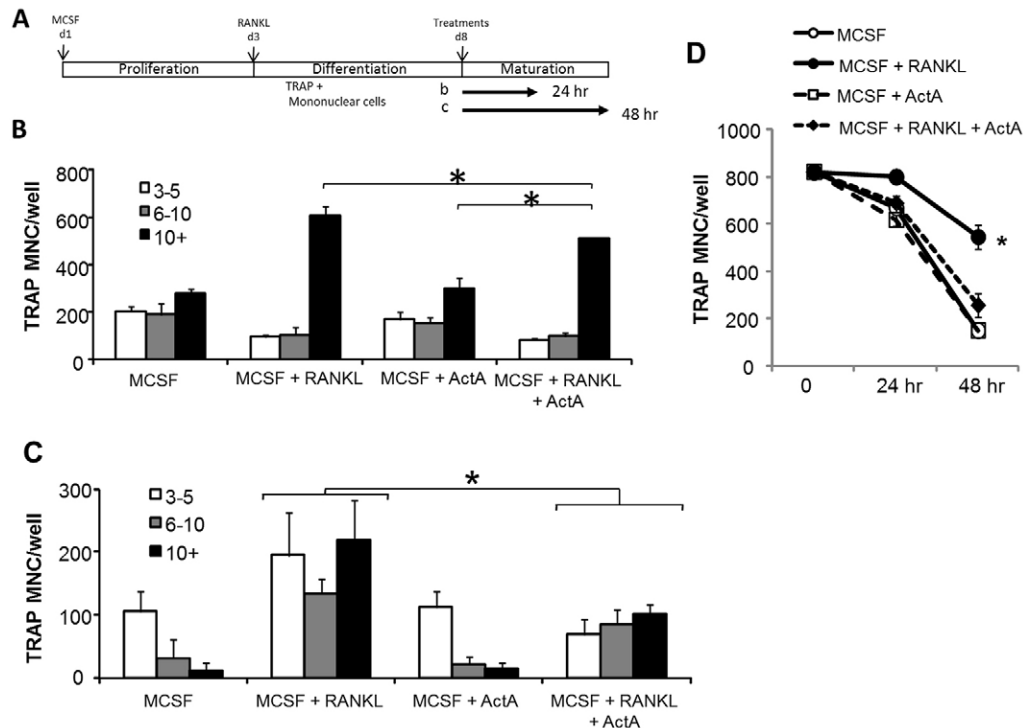 A
MCSF
d1
RANKL
d3
Treatments
d8
Proliferation
Differentiation
Maturation
TRAP +
Mononuclear cells
b
24 hr
c
48 hr
B
TRAP MNC/well
800
600
400
200
0
3-5
6-10
10+
*
*
MCSF
MCSF + RANKL
MCSF + ActA
MCSF + RANKL
+ ActA
C
TRAP MNC/well
300
200
100
0
3-5
6-10
10+
*
MCSF
MCSF + RANKL
MCSF + ActA
MCSF + RANKL
+ ActA
D
MCSF
MCSF + RANKL
MCSF + ActA
MCSF + RANKL + ActA
TRAP MNC/well
1000
800
600
400
200
0
*
0
24 hr
48 hr